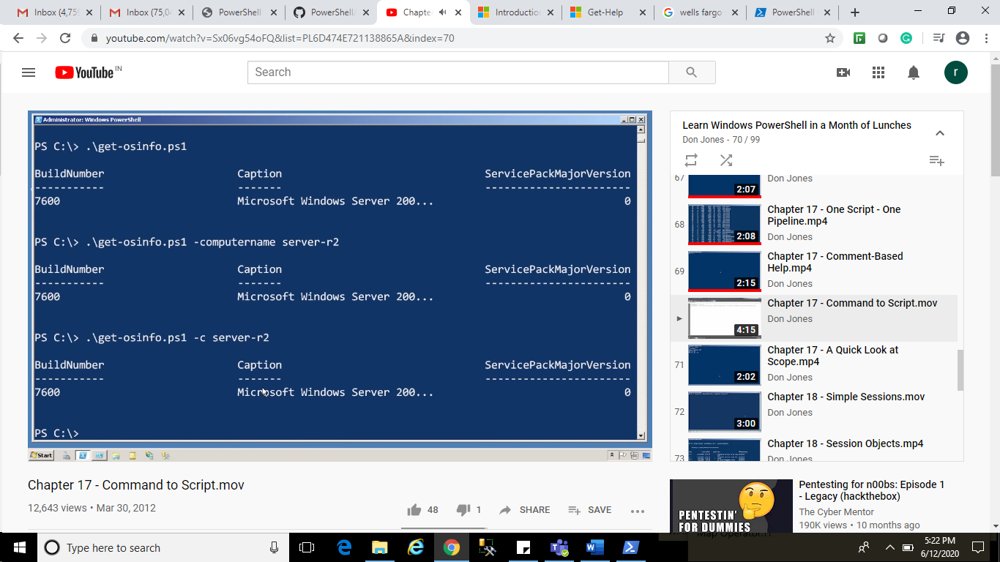 Inbox (4,759
Inbox (75,04
PowerShell
PowerShell/
Chapte
Introduction
Get-Help
wells fargo
PowerShell
youtube.com/watch?v=Sx06vg54oFQ&list=PL6D474E721138865A&index=70
YouTube IN
Search
r
Administrator: Windows PowerShell
PS C:\> .\get-osinfo.ps1
BuildNumber Caption ServicePackMajorVersion
----------- ------- -----------------------
7600 Microsoft Windows Server 200... 0
PS C:\> .\get-osinfo.ps1 -computername server-r2
BuildNumber Caption ServicePackMajorVersion
----------- ------- -----------------------
7600 Microsoft Windows Server 200... 0
PS C:\> .\get-osinfo.ps1 -c server-r2
BuildNumber Caption ServicePackMajorVersion
----------- ------- -----------------------
7600 Microsoft Windows Server 200... 0
PS C:\>
Start
Chapter 17 - Command to Script.mov
12,643 views • Mar 30, 2012
48
1
SHARE
SAVE
Learn Windows PowerShell in a Month of Lunches
Don Jones - 70 / 99
67
2:07
Don Jones
68
2:08
Chapter 17 - One Script - One
Pipeline.mp4
Don Jones
69
2:15
Chapter 17 - Comment-Based
Help.mp4
Don Jones
4:15
Chapter 17 - Command to Script.mov
Don Jones
71
2:02
Chapter 17 - A Quick Look at
Scope.mp4
Don Jones
72
3:00
Chapter 18 - Simple Sessions.mov
Don Jones
73
Chapter 18 - Session Objects.mp4
Don Jones
PENTESTIN'
FOR DUMMIES
Pentesting for n00bs: Episode 1
- Legacy (hackthebox)
The Cyber Mentor
190K views • 10 months ago
Type here to search
5:22 PM
6/12/2020